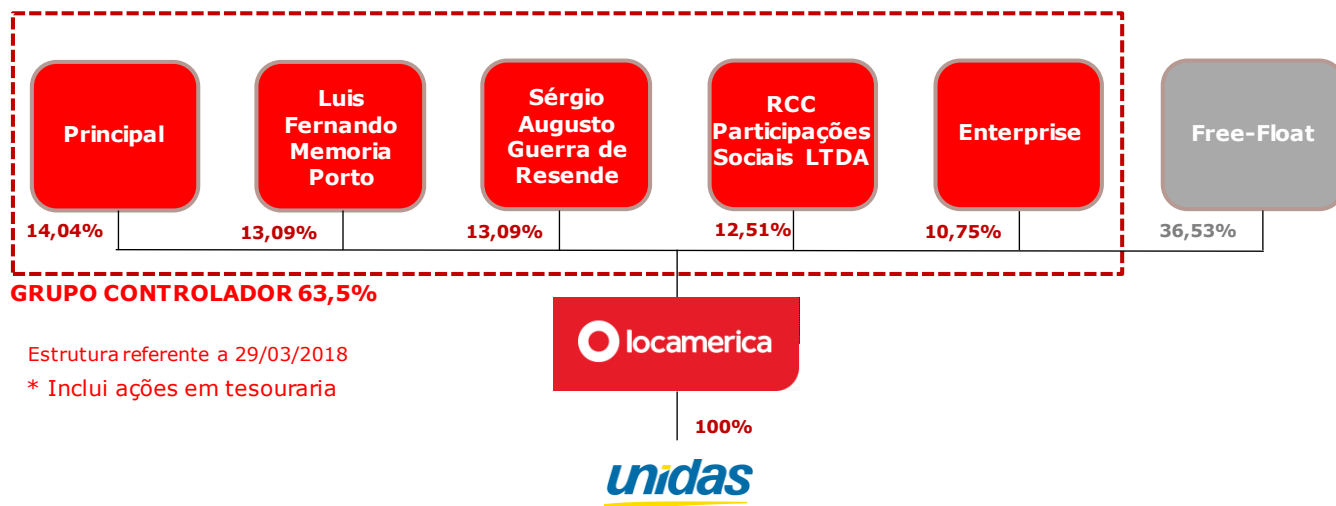 Principal
Luis
Fernando
Memoria
Porto
Sérgio
Augusto
Guerra de
Resende
RCC
Participações
Sociais LTDA
Enterprise
Free-Float
14,04%
13,09%
13,09%
12,51%
10,75%
36,53%
GRUPO CONTROLADOR 63,5%
Estrutura referente a 29/03/2018
* Inclui ações em tesouraria
locamerica
100%
unidas